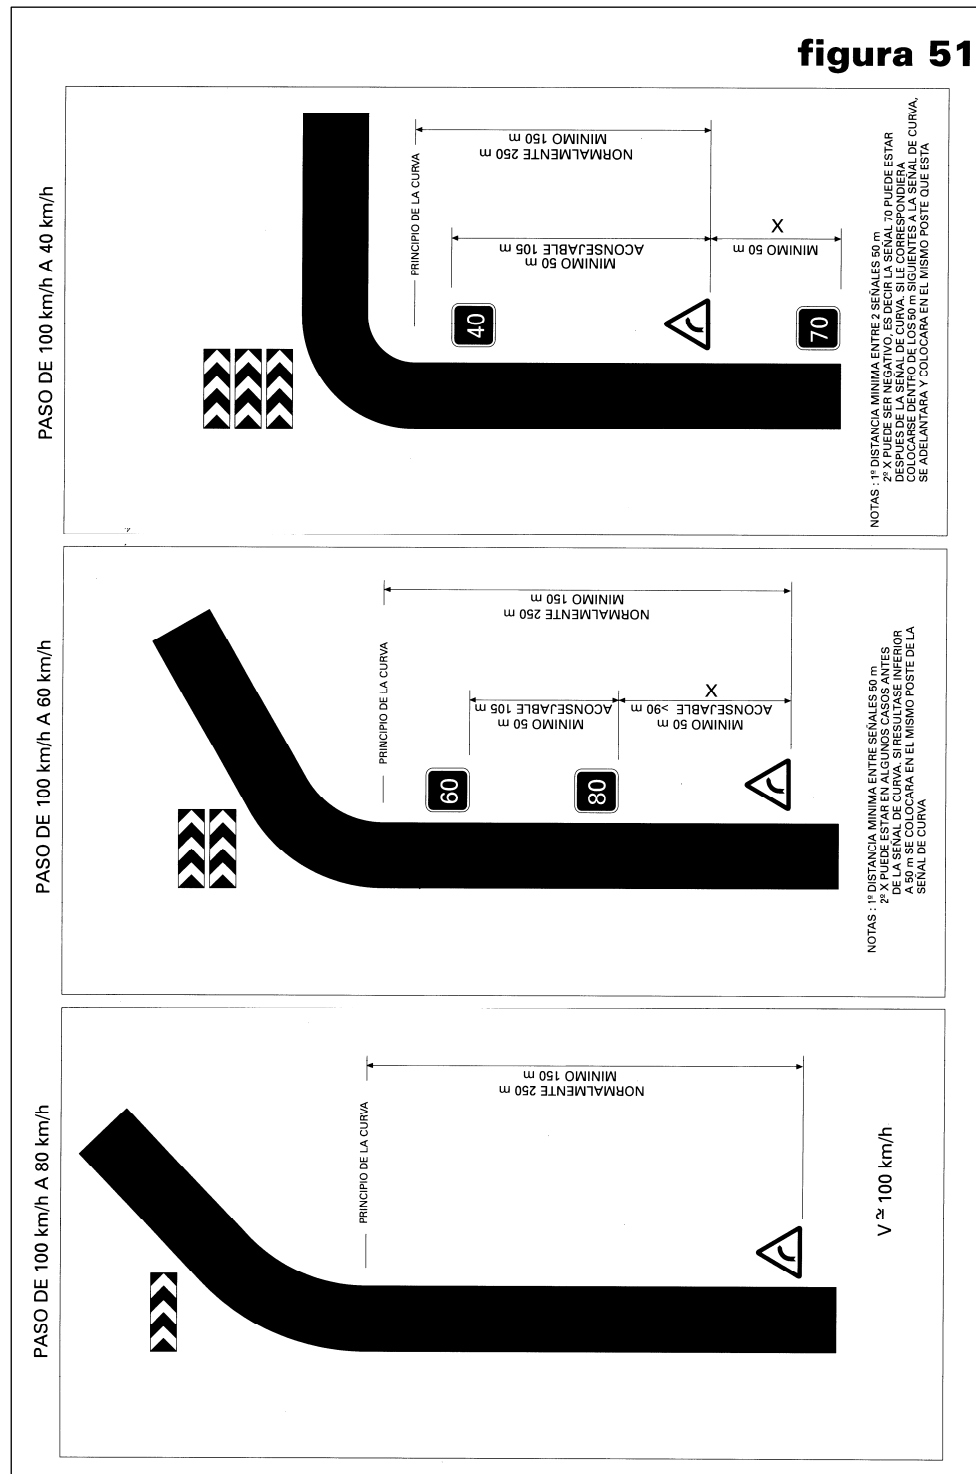 figura 51
PASO DE 100 km/h A 40 km/h
PRINCIPIO DE LA CURVA
MINIMO 150 m
NORMALMENTE 250 m
MINIMO 50 m
ACONSEJABLE 105 m
X
MINIMO 50 m
40
70
NOTAS : 1º DISTANCIA MINIMA ENTRE 2 SEÑALES 50 m
2º X PUEDE SER NEGATIVO, ES DECIR LA SEÑAL 70 PUEDE ESTAR
DESPUES DE LA SEÑAL DE CURVA. SI LE CORRESPONDIERA
COLOCARSE DENTRO DE LOS 50 m SIGUIENTES A LA SEÑAL DE CURVA,
SE ADELANTARA Y COLOCARA EN EL MISMO POSTE QUE ESTA
PASO DE 100 km/h A 60 km/h
PRINCIPIO DE LA CURVA
MINIMO 150 m
NORMALMENTE 250 m
ACONSEJABLE 105 m
MINIMO 50 m
X
ACONSEJABLE >90 m
MINIMO 50 m
60
80
NOTAS : 1º DISTANCIA MINIMA ENTRE SEÑALES 50 m
2º X PUEDE ESTAR EN ALGUNOS CASOS ANTES
DE LA SEÑAL DE CURVA. SI RESULTASE INFERIOR
A 50 m SE COLOCARA EN EL MISMO POSTE DE LA
SEÑAL DE CURVA
PASO DE 100 km/h A 80 km/h
PRINCIPIO DE LA CURVA
MINIMO 150 m
NORMALMENTE 250 m
V ≃ 100 km/h